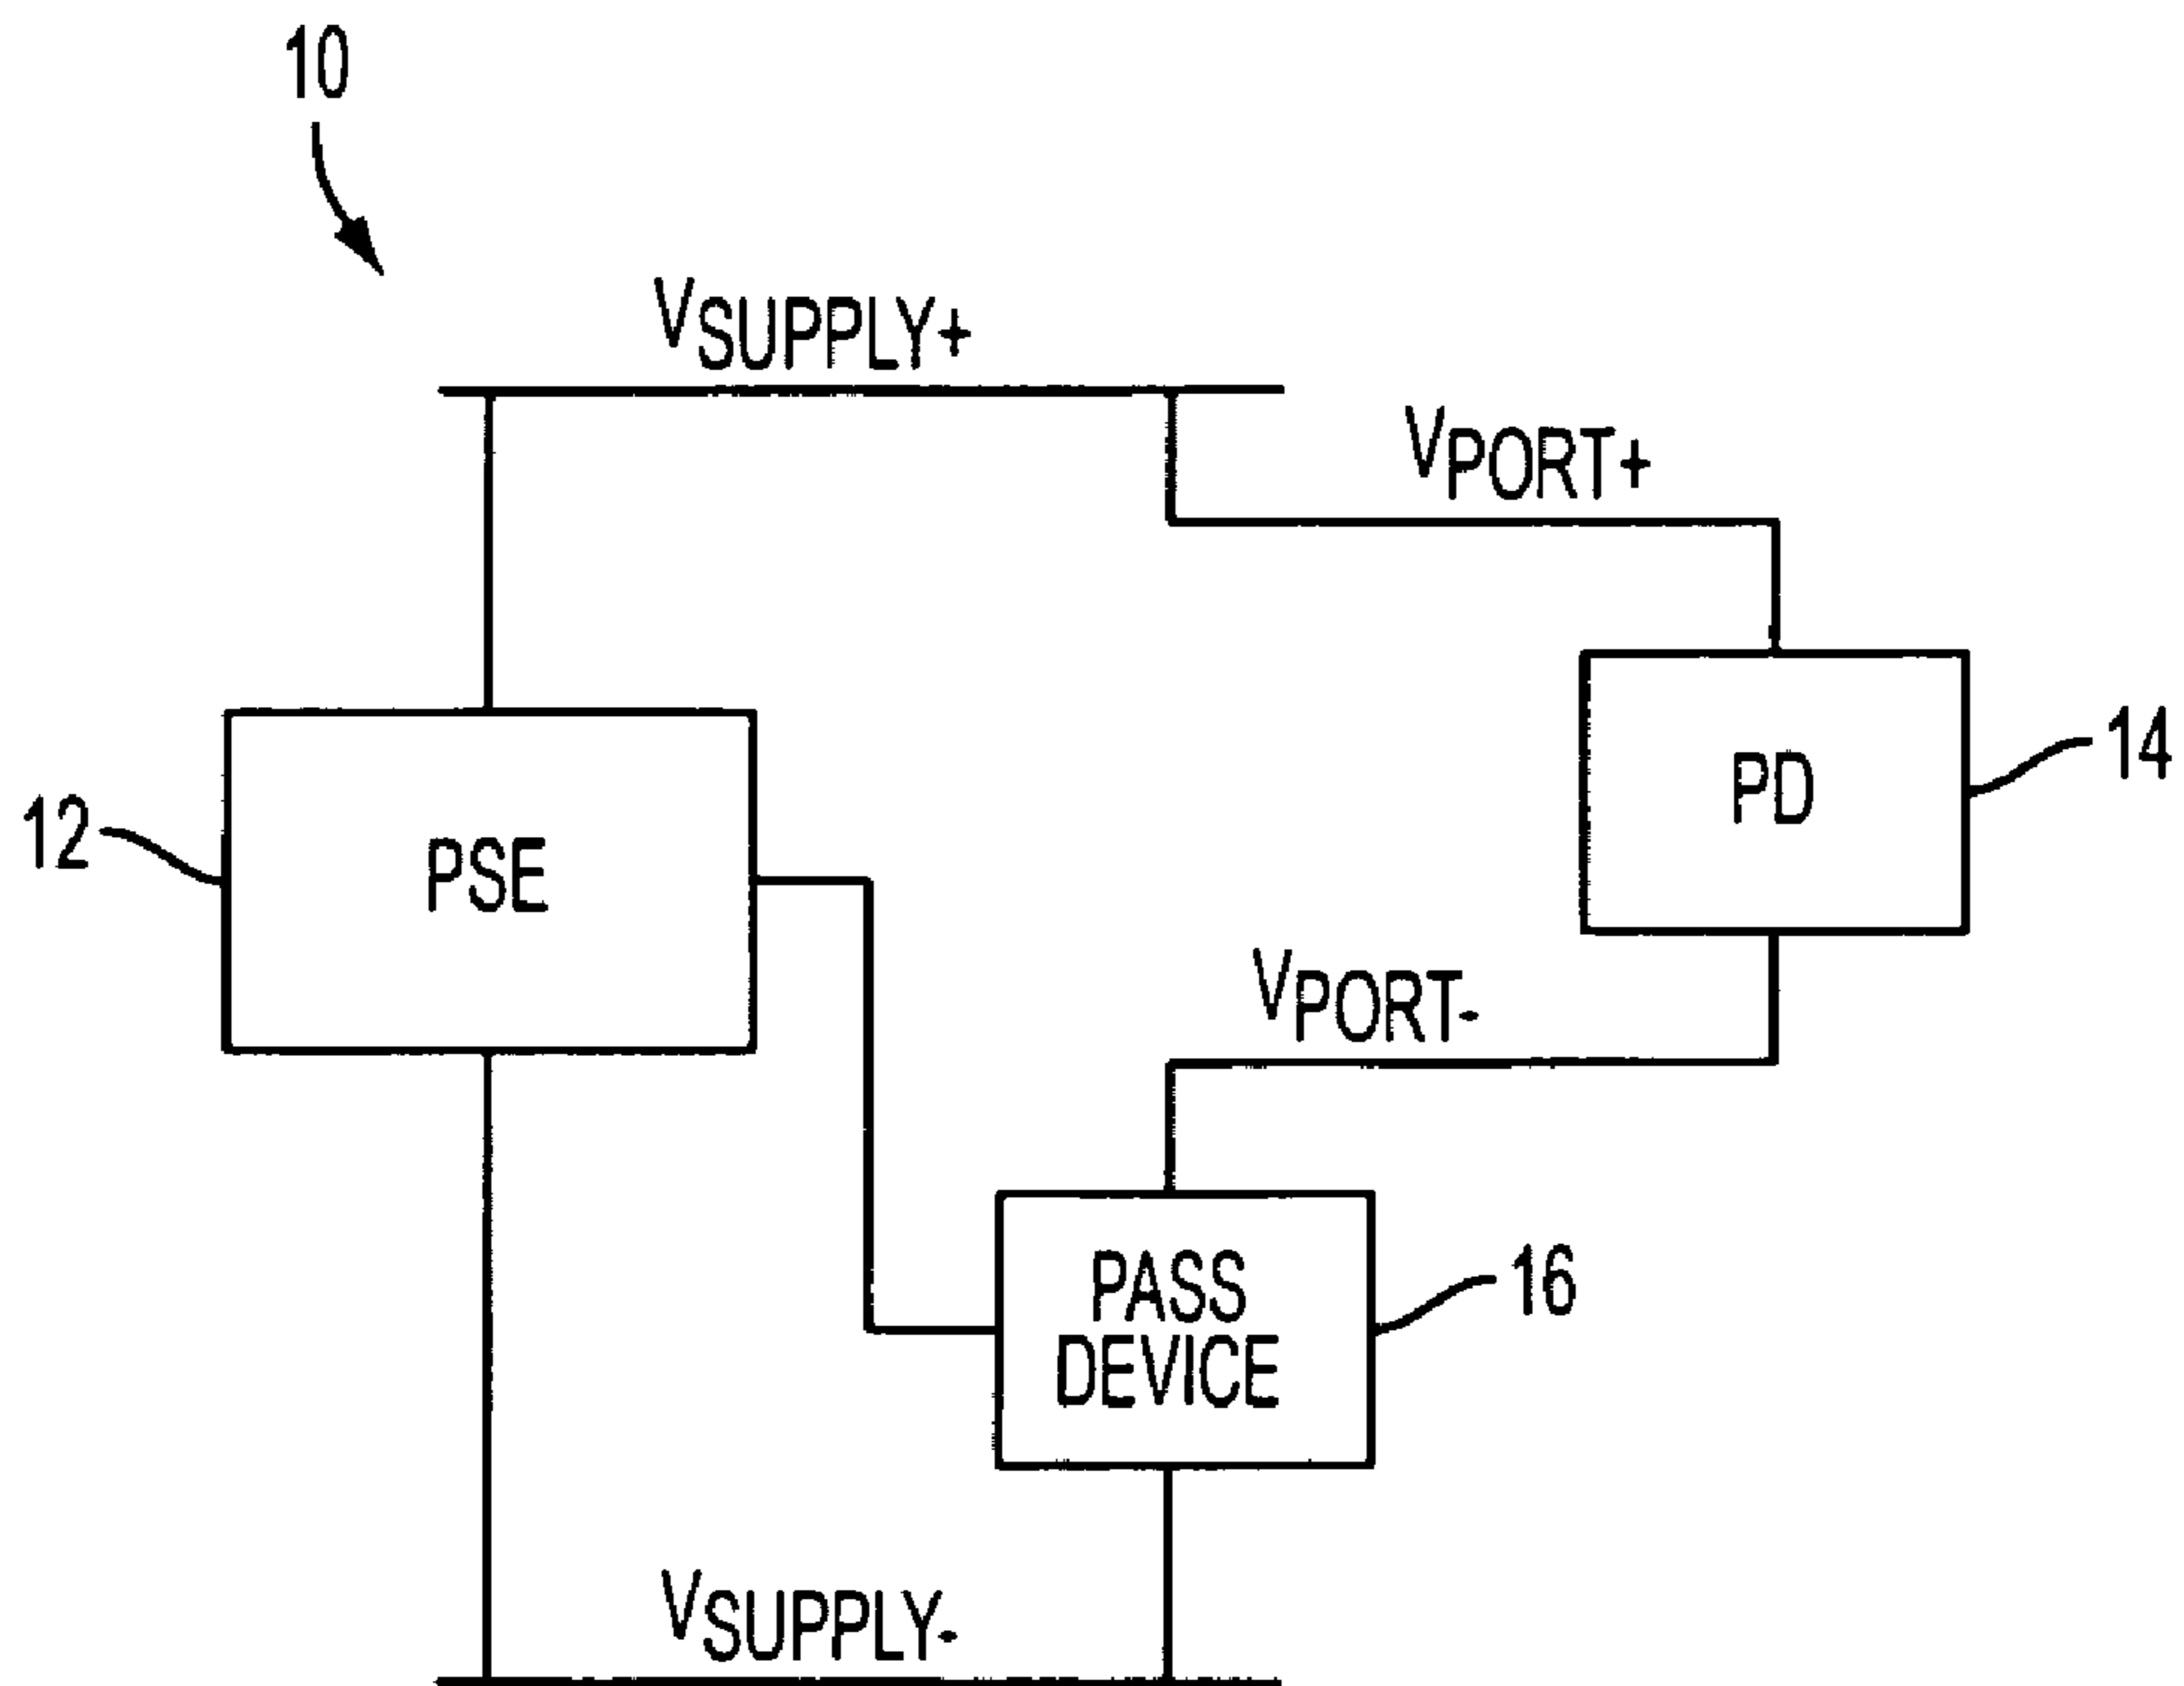 10
VSUPPLY+
VPORT+
PD
14
12
PSE
VPORT-
PASS
DEVICE
16
VSUPPLY-